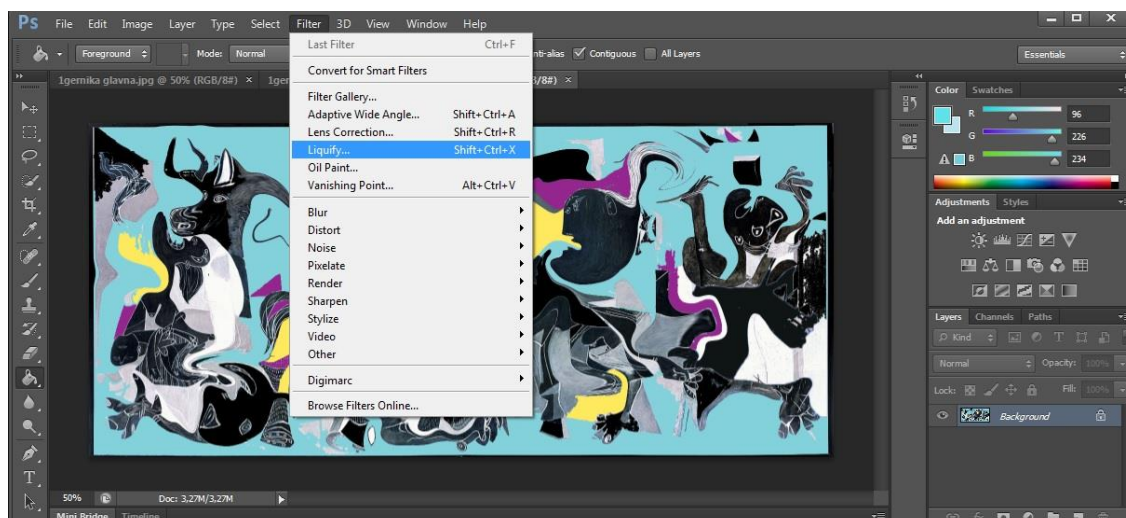 Ps File Edit Image Layer Type Select Filter 3D View Window Help
Foreground Mode: Normal nti-alias Contiguous All Layers Essentials
1gernika glavna.jpg @ 50% (RGB/8#) × 1ger 3/8#) ×
Last Filter Ctrl+F
Convert for Smart Filters
Filter Gallery...
Adaptive Wide Angle... Shift+Ctrl+A
Lens Correction... Shift+Ctrl+R
Liquify... Shift+Ctrl+X
Oil Paint...
Vanishing Point... Alt+Ctrl+V
Blur
Distort
Noise
Pixelate
Render
Sharpen
Stylize
Video
Other
Digimarc
Browse Filters Online...
Color Swatches
R 96
G 226
B 234
Adjustments Styles
Add an adjustment
Layers Channels Paths
Kind
Normal Opacity: 100%
Lock: Fill: 100%
Background
50% Doc: 3,27M/3,27M
Mini Bridge Timeline